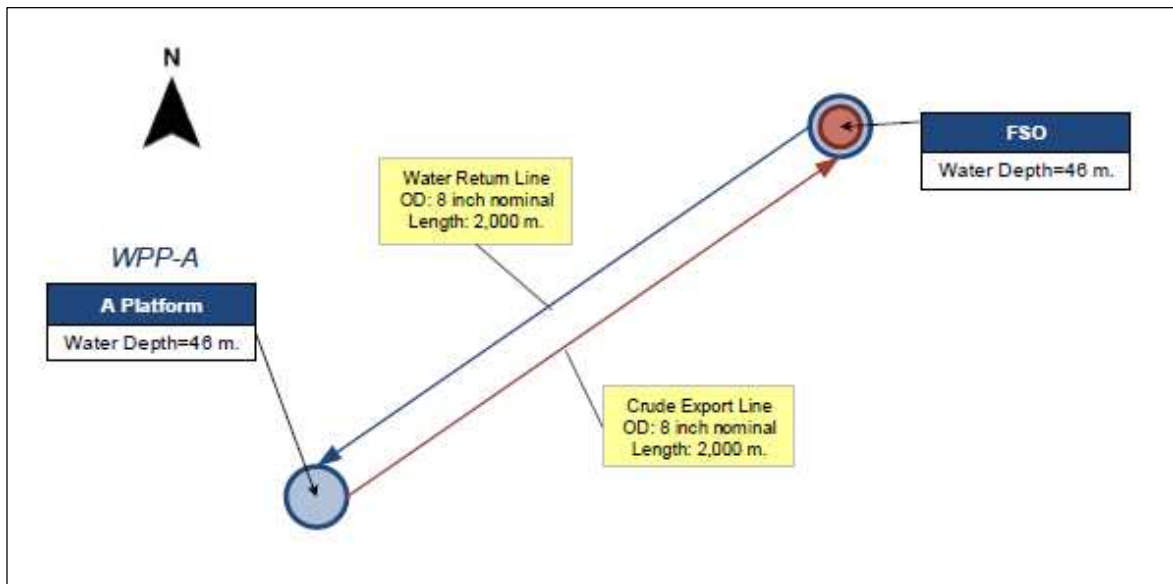 N
FSO
Water Depth=46 m.
Water Return Line
OD: 8 inch nominal
Length: 2,000 m.
WPP-A
A Platform
Water Depth=46 m.
Crude Export Line
OD: 8 inch nominal
Length: 2,000 m.